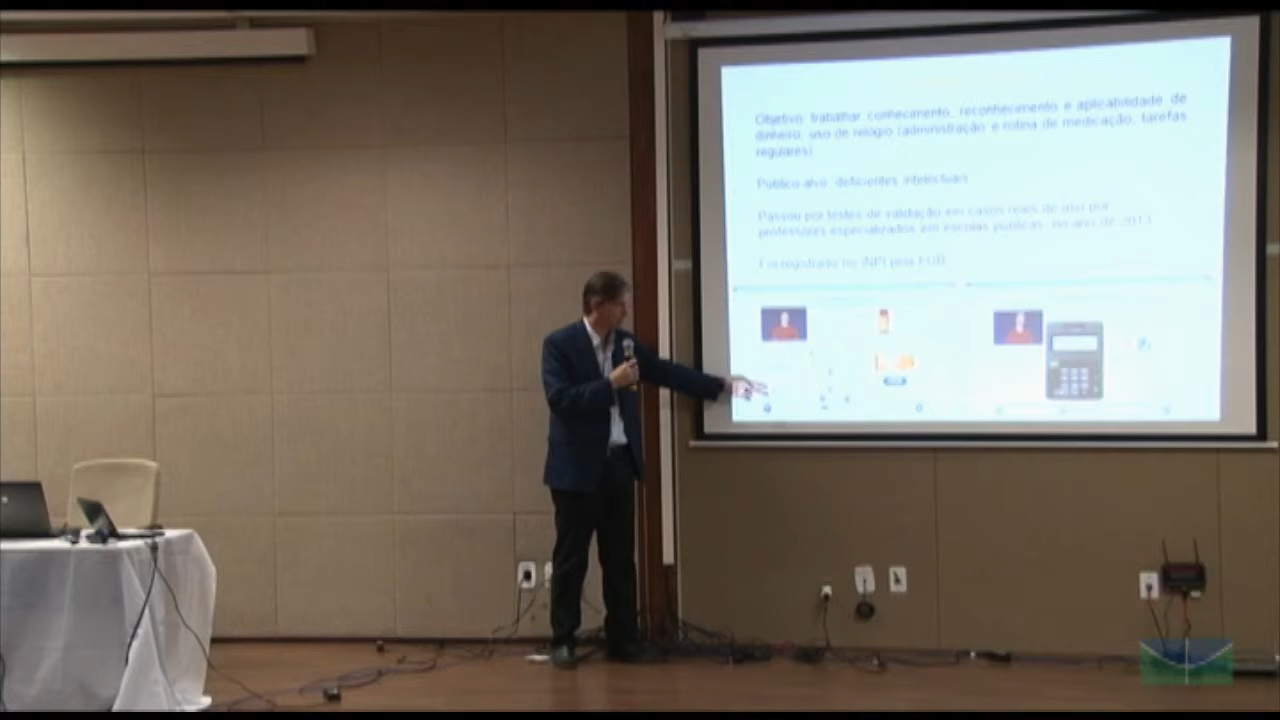 Objetivo trabalhar conhecimento, reconhecimento e aplicabilidade de
dinheiro, uso de relógio (administração e rotina de medicação, tarefas
regulares)
Público alvo: deficientes intelectuais
Passou por testes de validação em casos reais de uso por
professores especializados em escolas públicas, no ano de 2013
Foi registrado no INPI pela FUB